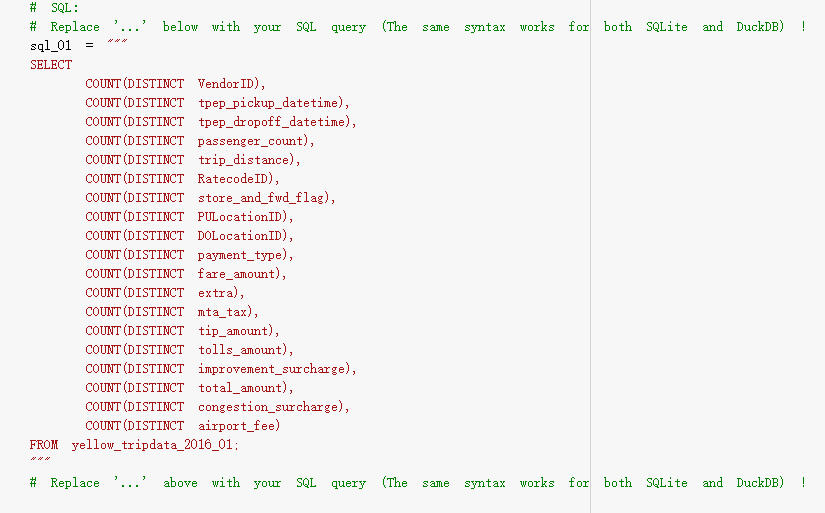 # SQL:
# Replace '...' below with your SQL query (The same syntax works for both SQLite and DuckDB) !
sql_01 = """
SELECT
COUNT(DISTINCT VendorID),
COUNT(DISTINCT tpep_pickup_datetime),
COUNT(DISTINCT tpep_dropoff_datetime),
COUNT(DISTINCT passenger_count),
COUNT(DISTINCT trip_distance),
COUNT(DISTINCT RatecodeID),
COUNT(DISTINCT store_and_fwd_flag),
COUNT(DISTINCT PULocationID),
COUNT(DISTINCT DOLocationID),
COUNT(DISTINCT payment_type),
COUNT(DISTINCT fare_amount),
COUNT(DISTINCT extra),
COUNT(DISTINCT mta_tax),
COUNT(DISTINCT tip_amount),
COUNT(DISTINCT tolls_amount),
COUNT(DISTINCT improvement_surcharge),
COUNT(DISTINCT total_amount),
COUNT(DISTINCT congestion_surcharge),
COUNT(DISTINCT airport_fee)
FROM yellow_tripdata_2016_01;
"""
# Replace '...' above with your SQL query (The same syntax works for both SQLite and DuckDB) !